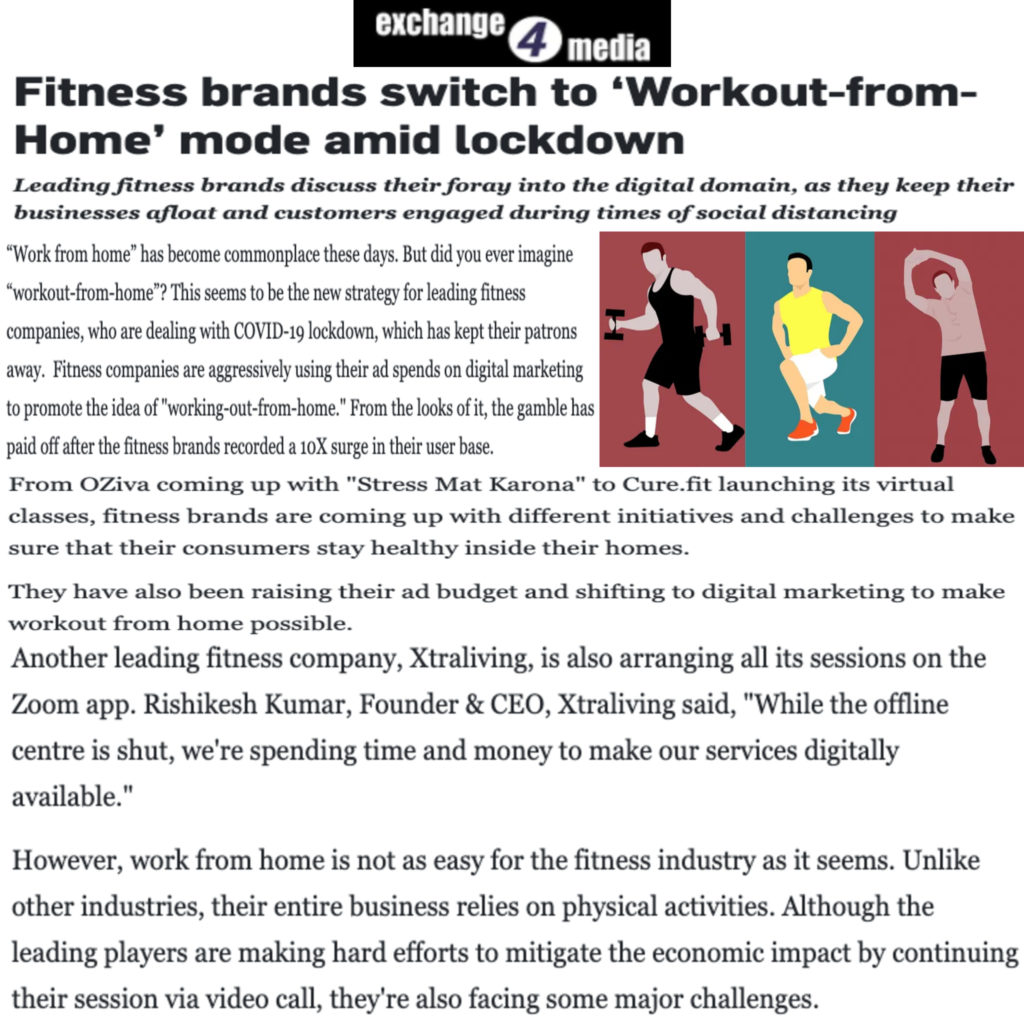 exchange
4
media
Fitness brands switch to ‘Workout-from-
Home’ mode amid lockdown
Leading fitness brands discuss their foray into the digital domain, as they keep their
businesses afloat and customers engaged during times of social distancing
“Work from home” has become commonplace these days. But did you ever imagine
“workout-from-home”? This seems to be the new strategy for leading fitness
companies, who are dealing with COVID-19 lockdown, which has kept their patrons
away. Fitness companies are aggressively using their ad spends on digital marketing
to promote the idea of "working-out-from-home." From the looks of it, the gamble has
paid off after the fitness brands recorded a 10X surge in their user base.
From OZiva coming up with "Stress Mat Karona" to Cure.fit launching its virtual
classes, fitness brands are coming up with different initiatives and challenges to make
sure that their consumers stay healthy inside their homes.
They have also been raising their ad budget and shifting to digital marketing to make
workout from home possible.
Another leading fitness company, Xtraliving, is also arranging all its sessions on the
Zoom app. Rishikesh Kumar, Founder & CEO, Xtraliving said, "While the offline
centre is shut, we're spending time and money to make our services digitally
available."
However, work from home is not as easy for the fitness industry as it seems. Unlike
other industries, their entire business relies on physical activities. Although the
leading players are making hard efforts to mitigate the economic impact by continuing
their session via video call, they're also facing some major challenges.